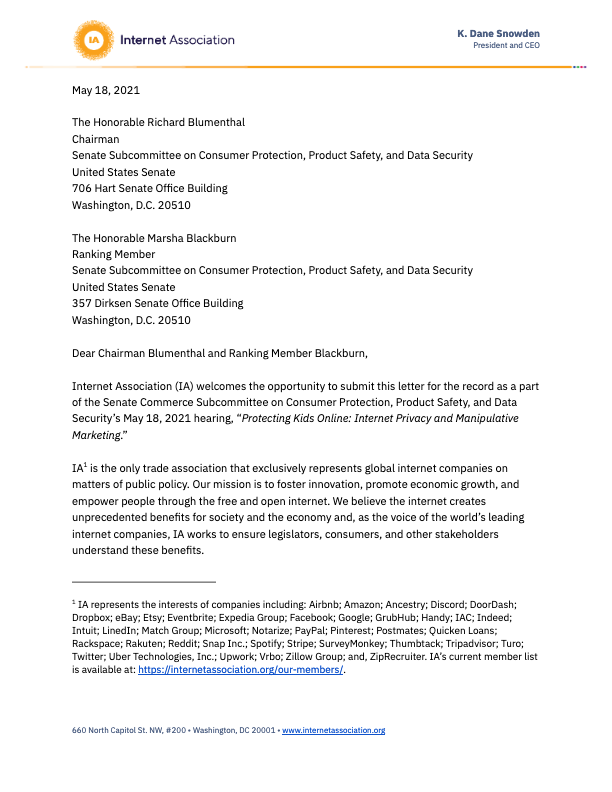 IA
Internet Association
K. Dane Snowden
President and CEO
May 18, 2021
The Honorable Richard Blumenthal
Chairman
Senate Subcommittee on Consumer Protection, Product Safety, and Data Security
United States Senate
706 Hart Senate Office Building
Washington, D.C. 20510
The Honorable Marsha Blackburn
Ranking Member
Senate Subcommittee on Consumer Protection, Product Safety, and Data Security
United States Senate
357 Dirksen Senate Office Building
Washington, D.C. 20510
Dear Chairman Blumenthal and Ranking Member Blackburn,
Internet Association (IA) welcomes the opportunity to submit this letter for the record as a part
of the Senate Commerce Subcommittee on Consumer Protection, Product Safety, and Data
Security's May 18, 2021 hearing, “Protecting Kids Online: Internet Privacy and Manipulative
Marketing.”
IA¹ is the only trade association that exclusively represents global internet companies on
matters of public policy. Our mission is to foster innovation, promote economic growth, and
empower people through the free and open internet. We believe the internet creates
unprecedented benefits for society and the economy and, as the voice of the world's leading
internet companies, IA works to ensure legislators, consumers, and other stakeholders
understand these benefits.
¹ IA represents the interests of companies including: Airbnb; Amazon; Ancestry; Discord; DoorDash;
Dropbox; eBay; Etsy; Eventbrite; Expedia Group; Facebook; Google; GrubHub; Handy; IAC; Indeed;
Intuit; LinedIn; Match Group; Microsoft; Notarize; PayPal; Pinterest; Postmates; Quicken Loans;
Rackspace; Rakuten; Reddit; Snap Inc.; Spotify; Stripe; SurveyMonkey; Thumbtack; Tripadvisor; Turo;
Twitter; Uber Technologies, Inc.; Upwork; Vrbo; Zillow Group; and, ZipRecruiter. IA's current member list
is available at: https://internetassociation.org/our-members/.
660 North Capitol St. NW, #200 • Washington, DC 20001 • www.internetassociation.org